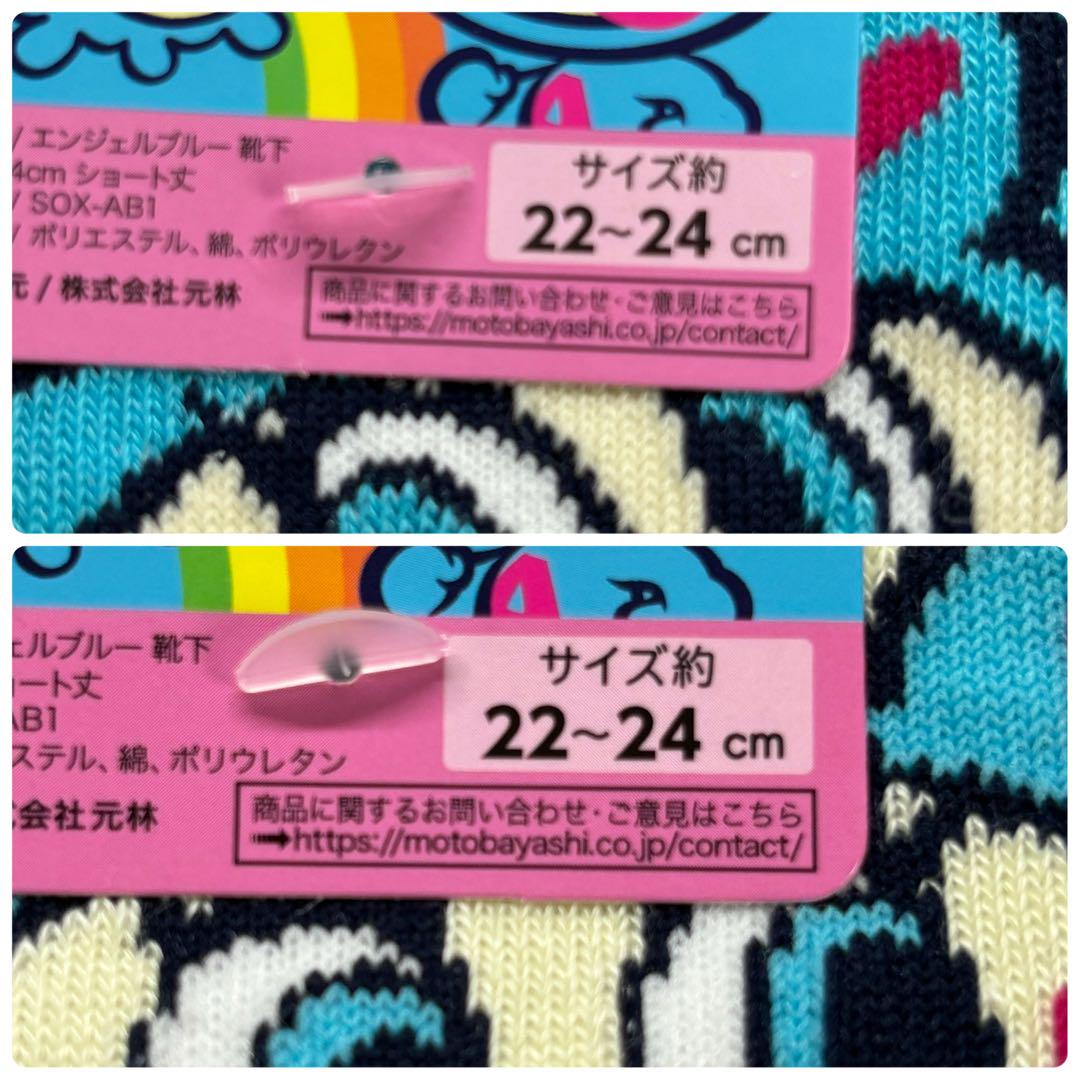 / エンジェルブルー 靴下
4cm ショート丈
/ SOX-AB1
/ ポリエステル、綿、ポリウレタン
元 / 株式会社元林
サイズ約
22~24 cm
商品に関するお問い合わせ・ご意見はこちら
➡https://motobayashi.co.jp/contact/
ェルブルー 靴下
ョート丈
AB1
ステル、綿、ポリウレタン
会社元林
サイズ約
22~24 cm
商品に関するお問い合わせ・ご意見はこちら
➡https://motobayashi.co.jp/contact/